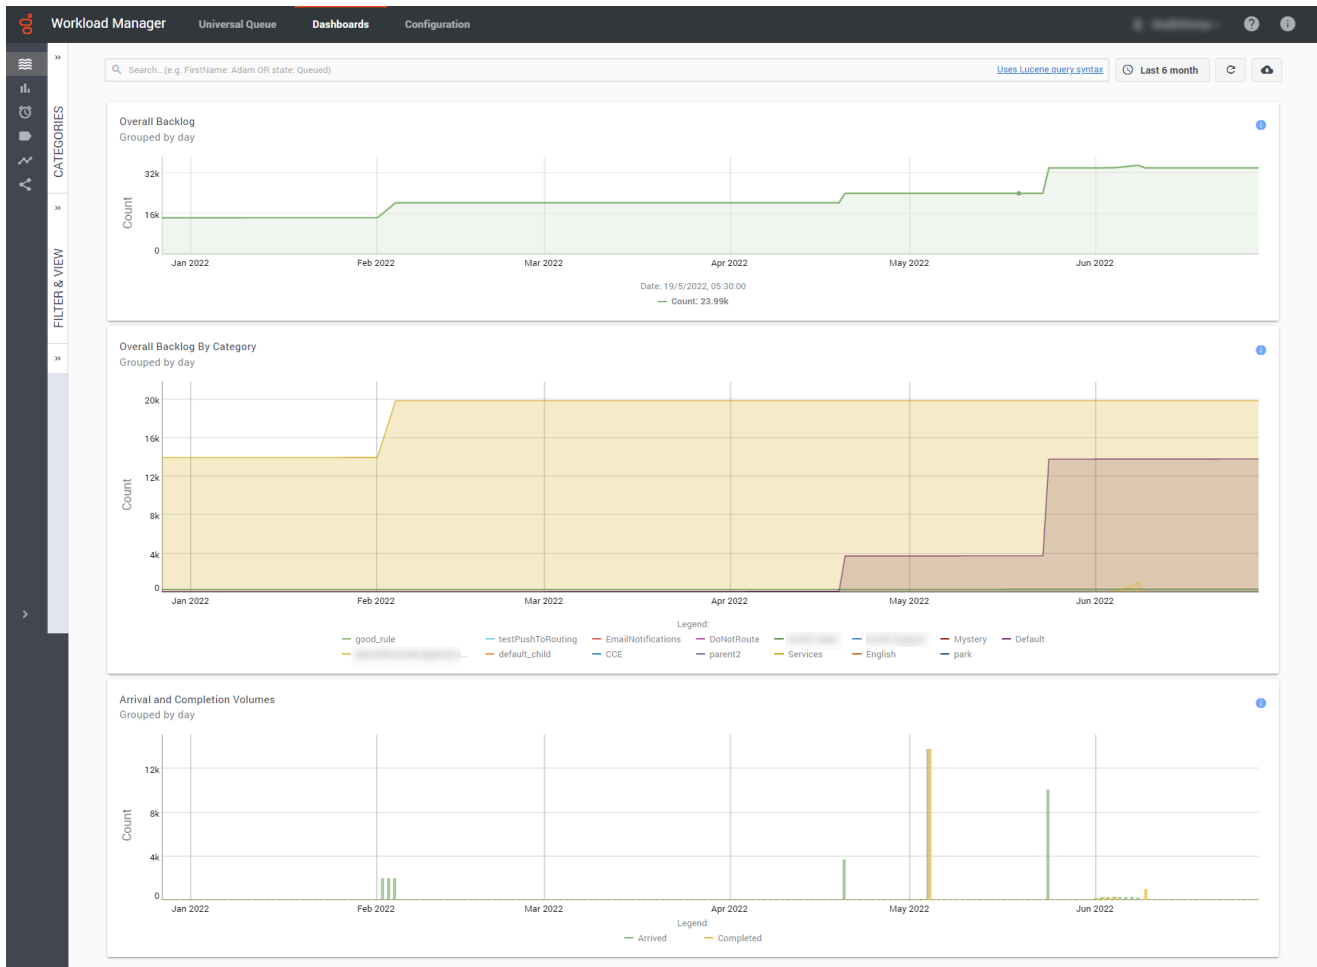 Workload Manager
Universal Queue
Dashboards
Configuration
CATEGORIES
FILTER & VIEW
Search...(e.g. FirstName: Adam OR state: Queued)
Uses Lucene query syntax
Last 6 month
Overall Backlog
Grouped by day
Count
32k
16k
0
Jan 2022 Feb 2022 Mar 2022 Apr 2022 May 2022 Jun 2022
Date: 19/5/2022, 05:30:00
Count: 23.99k
Overall Backlog By Category
Grouped by day
Count
20k
16k
12k
8k
4k
0
Jan 2022 Feb 2022 Mar 2022 Apr 2022 May 2022 Jun 2022
Legend:
good_rule testPushToRouting EmailNotifications DoNotRoute Mystery Default
default_child CCE parent2 Services English park
Arrival and Completion Volumes
Grouped by day
Count
12k
8k
4k
0
Jan 2022 Feb 2022 Mar 2022 Apr 2022 May 2022 Jun 2022
Legend:
Arrived Completed